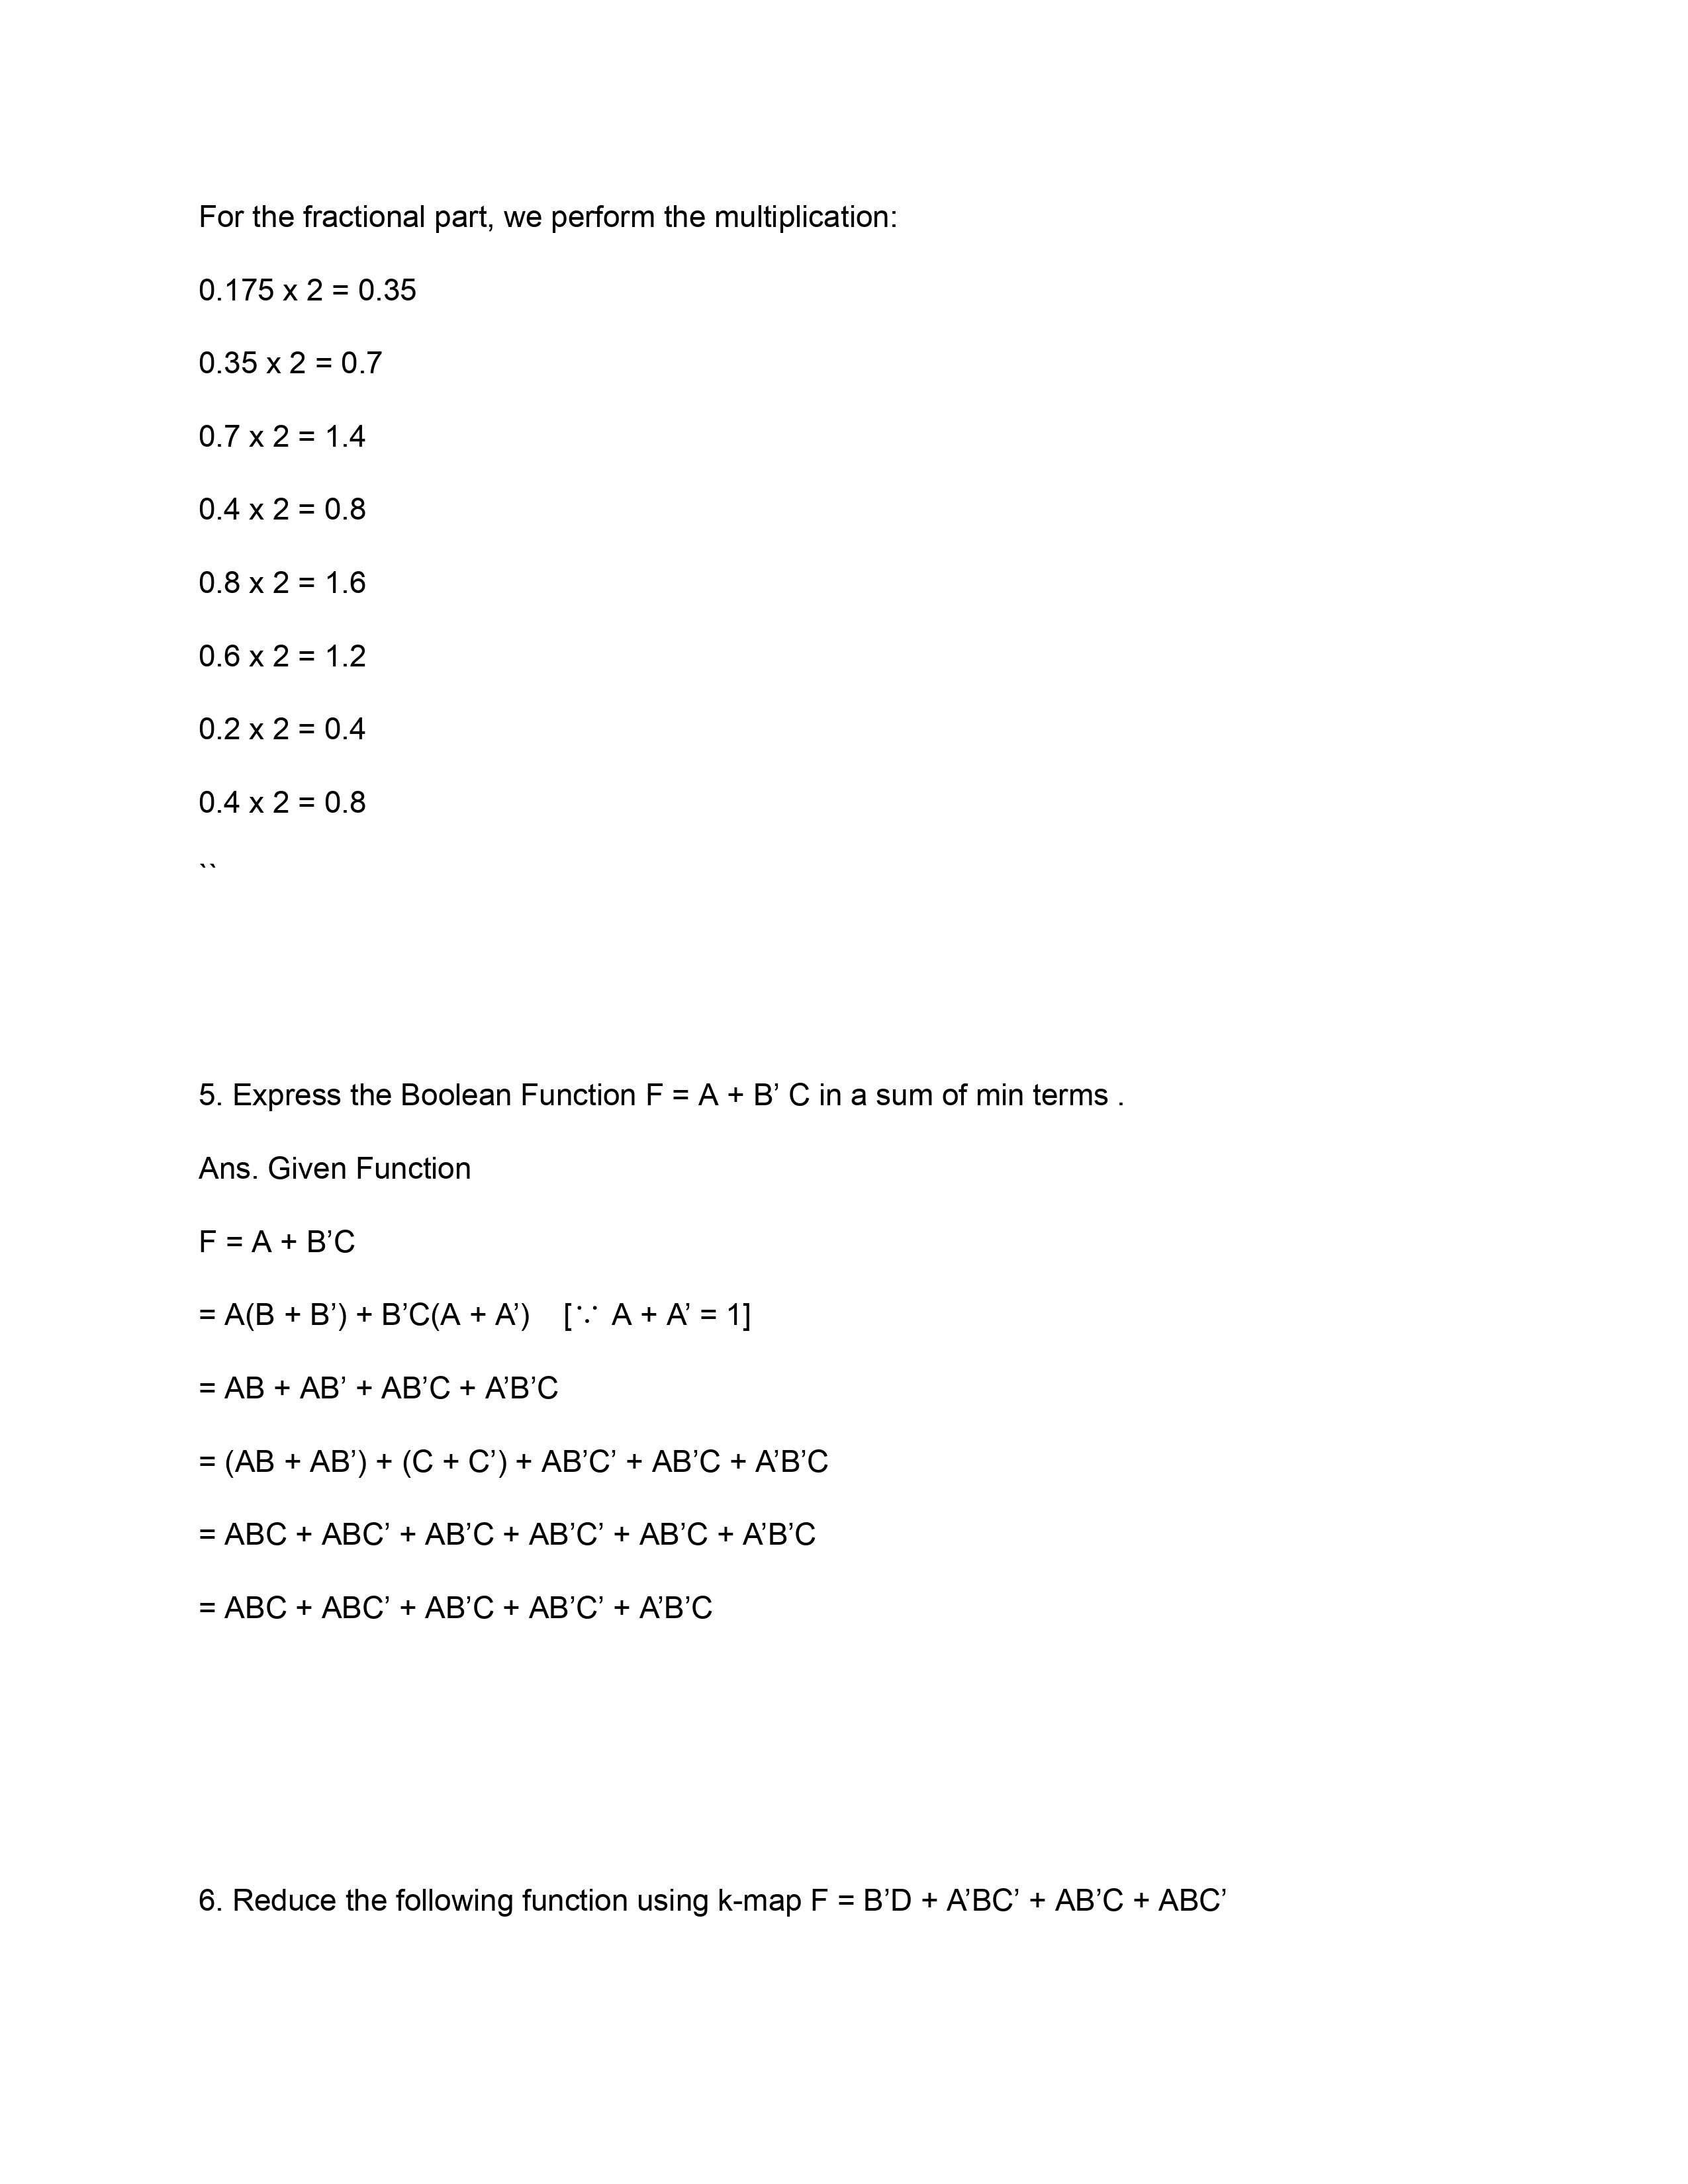 For the fractional part, we perform the multiplication:
0.175 x 2 = 0.35
0.35 x 2 = 0.7
0.7 x 2 = 1.4
0.4 x 2 = 0.8
0.8 x 2 = 1.6
0.6 x 2 = 1.2
0.2 x 2 = 0.4
0.4 x 2 = 0.8
``
5. Express the Boolean Function F = A + B’ C in a sum of min terms .
Ans. Given Function
F = A + B’C
= A(B + B’) + B’C(A + A’) [∵ A + A’ = 1]
= AB + AB’ + AB’C + A’B’C
= (AB + AB’) + (C + C’) + AB’C’ + AB’C + A’B’C
= ABC + ABC’ + AB’C + AB’C’ + AB’C + A’B’C
= ABC + ABC’ + AB’C + AB’C’ + A’B’C
6. Reduce the following function using k-map F = B’D + A’BC’ + AB’C + ABC’